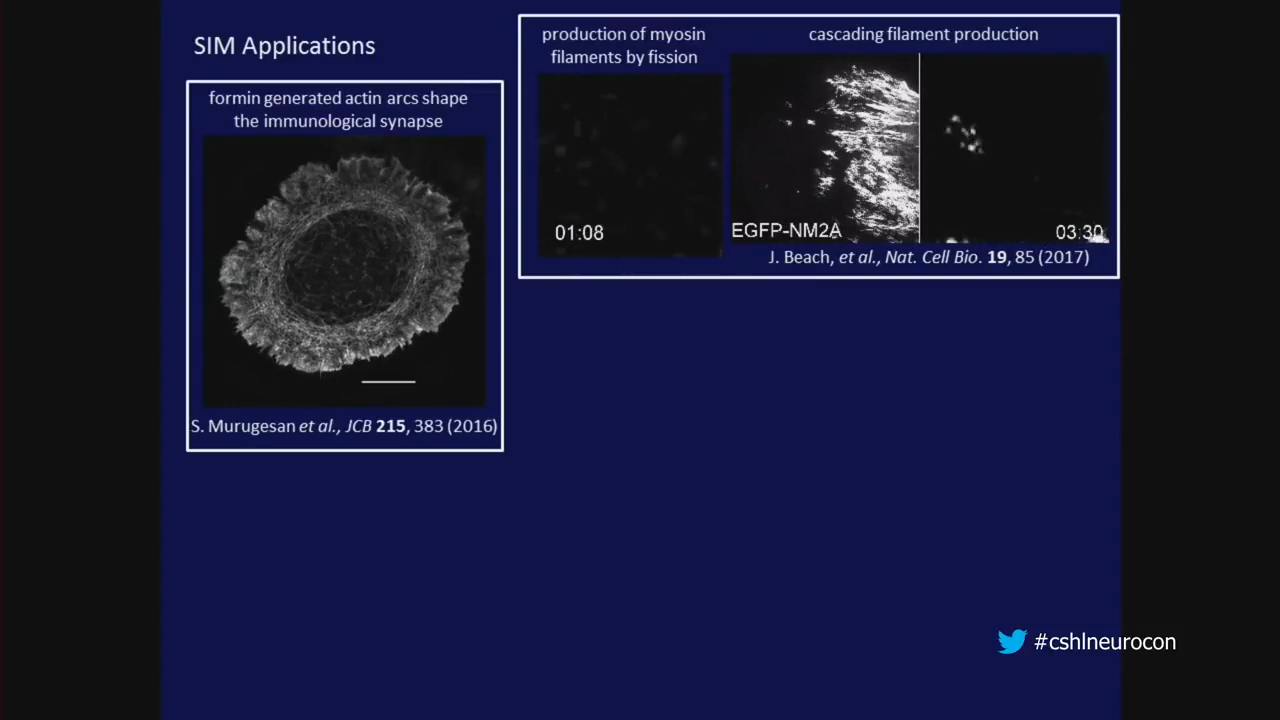 SIM Applications
formin generated actin arcs shape
the immunological synapse
S. Murugesan et al., JCB 215, 383 (2016)
production of myosin
filaments by fission
01:08
cascading filament production
EGFP-NM2A
03:30
J. Beach, et al., Nat. Cell Bio. 19, 85 (2017)
#cshlneurocon